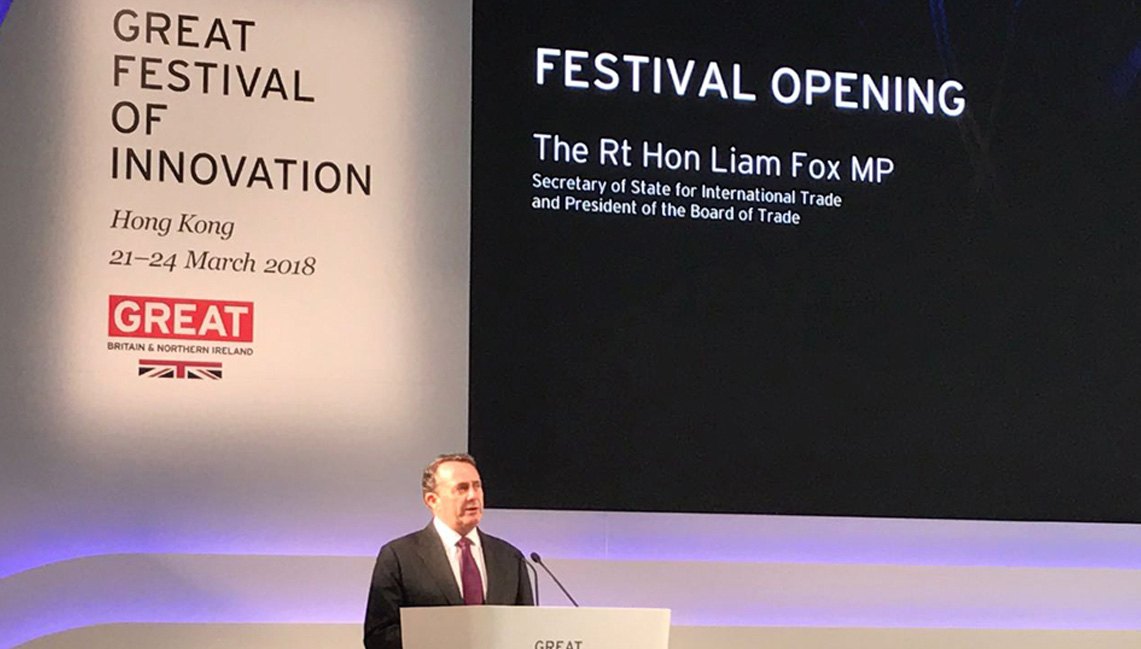 GREAT
FESTIVAL
OF
INNOVATION
Hong Kong
21–24 March 2018
GREAT
BRITAIN & NORTHERN IRELAND
FESTIVAL OPENING
The Rt Hon Liam Fox MP
Secretary of State for International Trade
and President of the Board of Trade
GREAT